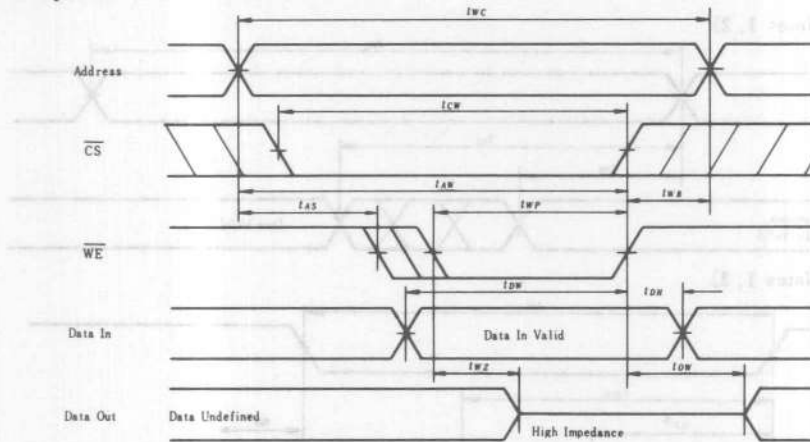 tWC
Address
tCW
CS
tAW
tWR
tAS
tWP
WE
tDW
tDH
Data In
Data In Valid
tWZ
tOW
Data Out
Data Undefined
High Impedance